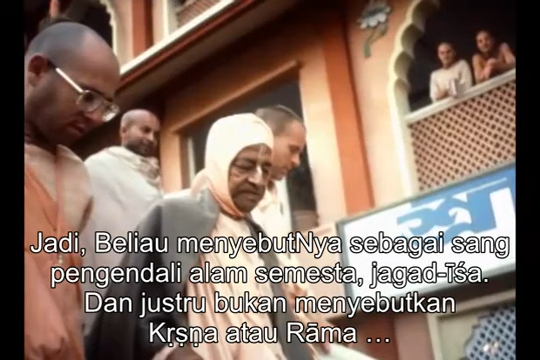 Jadi, Beliau menyebutNya sebagai sang
pengendali alam semesta, jagad-īśa.
Dan justru bukan menyebutkan
Kṛṣṇa atau Rāma ...